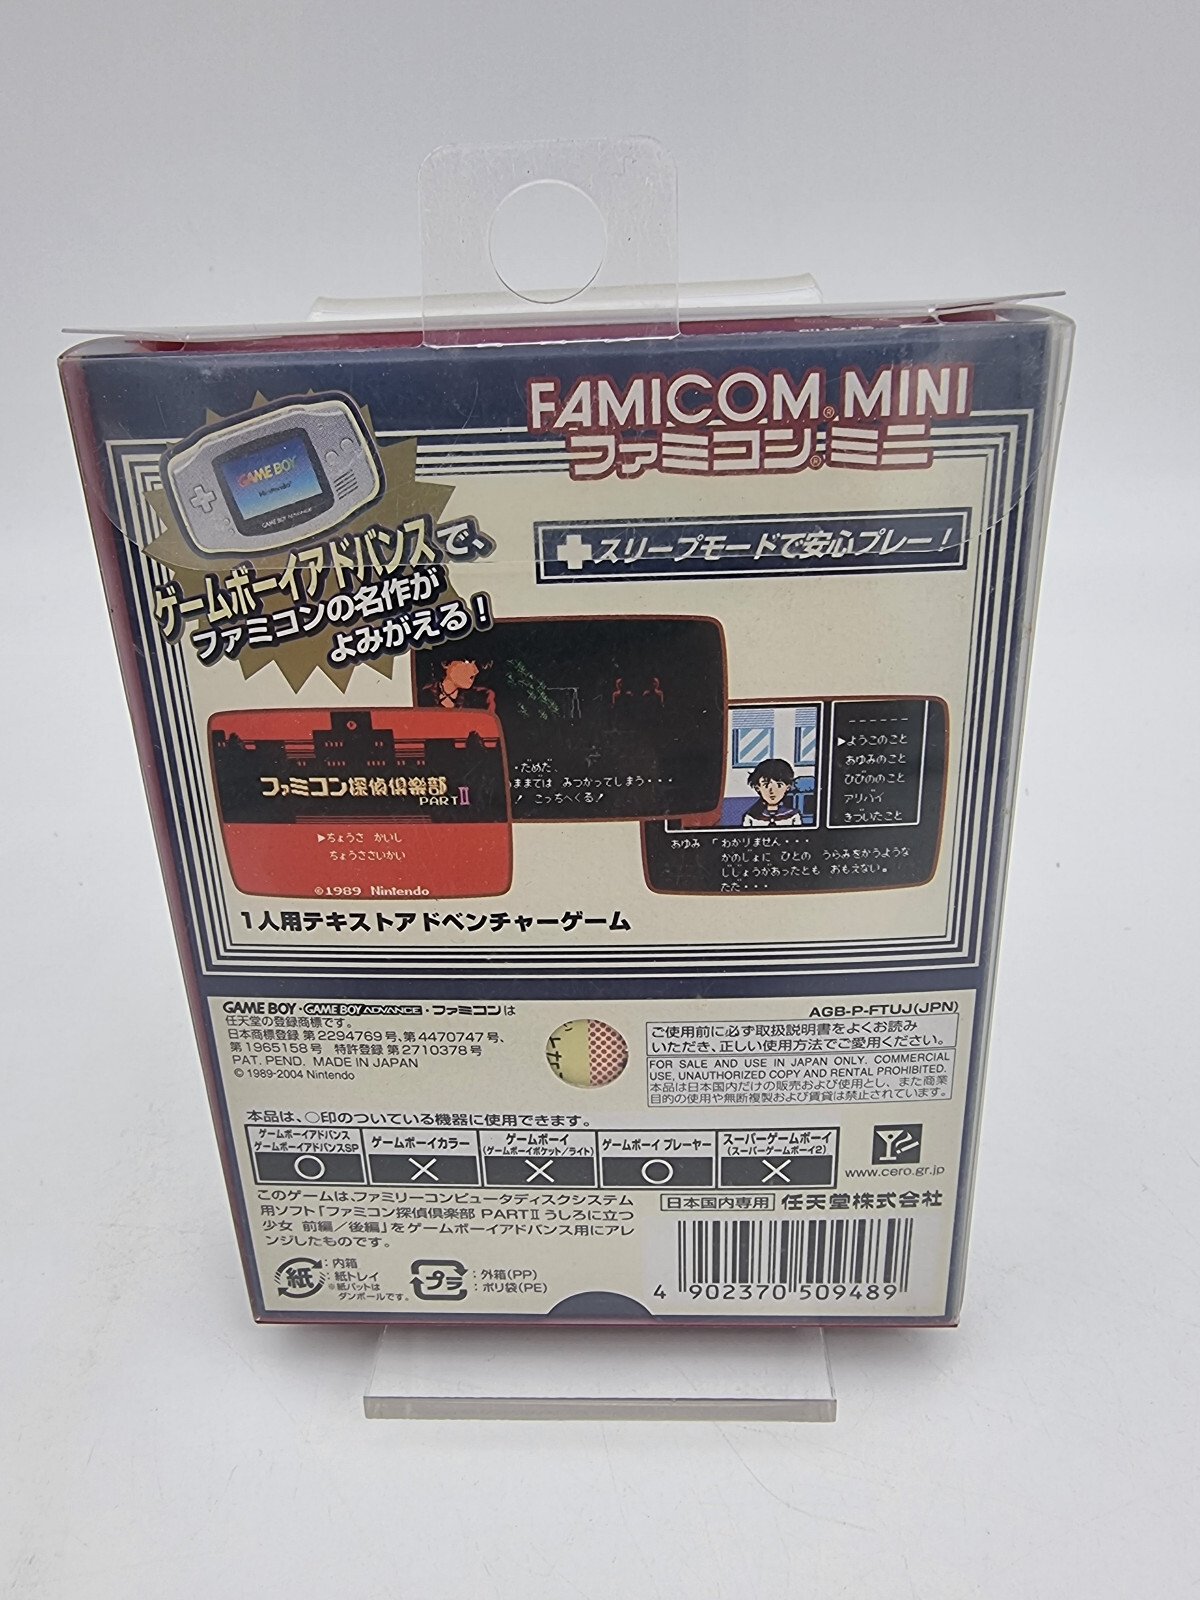 FAMICOM® MINI
ファミコン®ミニ
GAME BOY
Nintendo
GAME BOY ADVANCE
ゲームボーイアドバンスで、
ファミコンの名作が
よみがえる!
スリープモードで安心プレー!
・だめだ、
ままでは みつかってしまう・・・
! こっちへくる!
ファミコン探偵倶楽部
PARTⅡ
▶ちょうさ かいし
ちょうささいかい
©1989 Nintendo
------
▶ようこのこと
あゆみのこと
ひびののこと
アリバイ
きづいたこと
あゆみ 「わかりません・・・
かのじょに ひとの うらみをかうような
じじょうがあったとも おもえない。
ただ・・・
1人用テキストアドベンチャーゲーム
GAME BOY・GAME BOY ADVANCE・ファミコンは
任天堂の登録商標です。
日本商標登録 第2294769号、第4470747号、
第1965158号 特許登録 第2710378号
PAT. PEND. MADE IN JAPAN
© 1989-2004 Nintendo
AGB-P-FTUJ(JPN)
ご使用前に必ず取扱説明書をよくお読み
いただき、正しい使用方法でご愛用ください。
FOR SALE AND USE IN JAPAN ONLY. COMMERCIAL
USE, UNAUTHORIZED COPY AND RENTAL PROHIBITED.
本品は日本国内だけの販売および使用とし、また商業
目的の使用や無断複製および賃貸は禁止されています。
本品は、○印のついている機器に使用できます。
ゲームボーイアドバンス
ゲームボーイアドバンスSP
ゲームボーイカラー
ゲームボーイ
(ゲームボーイポケット/ライト)
ゲームボーイ プレーヤー
スーパーゲームボーイ
(スーパーゲームボーイ2)
○ × × ○ ×
www.cero.gr.jp
このゲームは、ファミリーコンピュータディスクシステム
用ソフト「ファミコン探偵倶楽部 PARTⅡ うしろに立つ
少女 前編/後編」をゲームボーイアドバンス用にアレ
ンジしたものです。
日本国内専用 任天堂株式会社
紙
:内箱
:紙トレイ
※紙パットは
ダンボールです。
プラ
:外箱(PP)
:ポリ袋(PE)
4 902370 509489